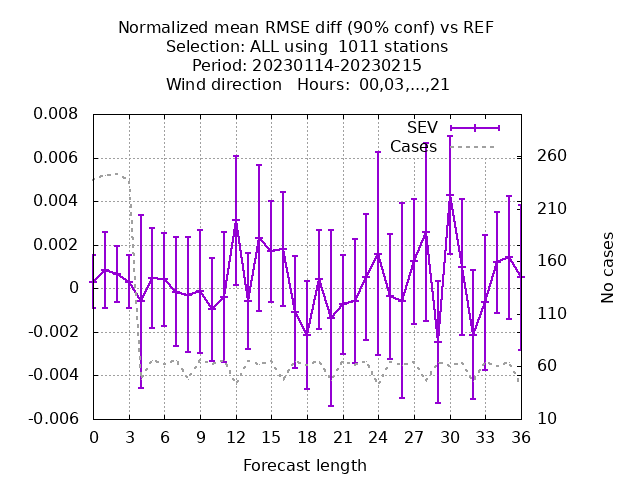 Normalized mean RMSE diff (90% conf) vs REF
Selection: ALL using  1011 stations
Period: 20230114-20230215
Wind direction   Hours:  00,03,...,21
0.008
0.006
0.004
0.002
0
-0.002
-0.004
-0.006
SEV
Cases
260
210
160
110
60
10
No cases
0 3 6 9 12 15 18 21 24 27 30 33 36
Forecast length